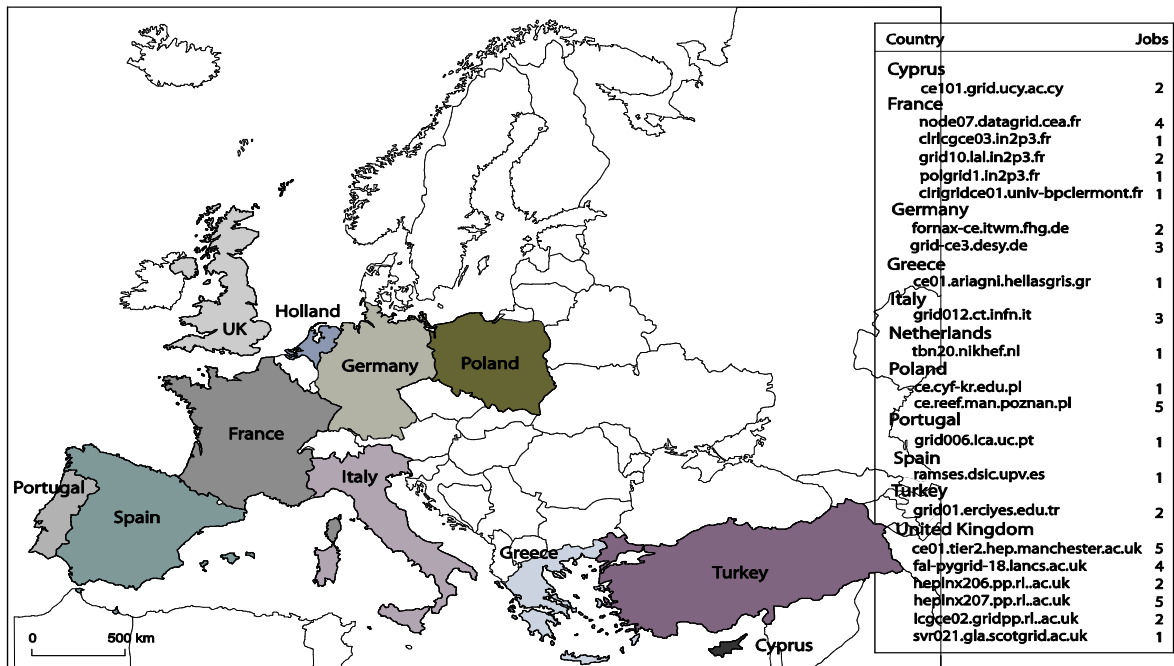 Country Jobs
Cyprus
ce101.grid.ucy.ac.cy 2
France
node07.datagrid.cea.fr 4
clrlcgce03.in2p3.fr 1
grid10.lal.in2p3.fr 2
polgrid1.in2p3.fr 1
clrlgridce01.univ-bpclermont.fr 1
Germany
fornax-ce.itwm.fhg.de 2
grid-ce3.desy.de 3
Greece
ce01.ariagni.hellasgris.gr 1
Italy
grid012.ct.infn.it 3
Netherlands
tbn20.nikhef.nl 1
Poland
ce.cyf-kr.edu.pl 1
ce.reef.man.poznan.pl 5
Portugal
grid006.lca.uc.pt 1
Spain
ramses.dsic.upv.es 1
Turkey
grid01.erciyes.edu.tr 2
United Kingdom
ce01.tier2.hep.manchester.ac.uk 5
fal-pygrid-18.lancs.ac.uk 4
heplnx206.pp.rl..ac.uk 2
heplnx207.pp.rl..ac.uk 5
lcgce02.gridpp.rl..ac.uk 2
svr021.gla.scotgrid.ac.uk 1
Holland
UK
Germany
Poland
France
Italy
Portugal
Spain
Greece
Turkey
Cyprus
0 500 km